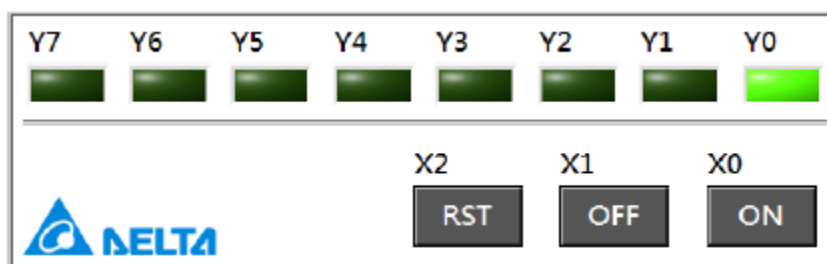 Y7 Y6 Y5 Y4 Y3 Y2 Y1 Y0
X2 X1 X0
RST OFF ON
DELTA